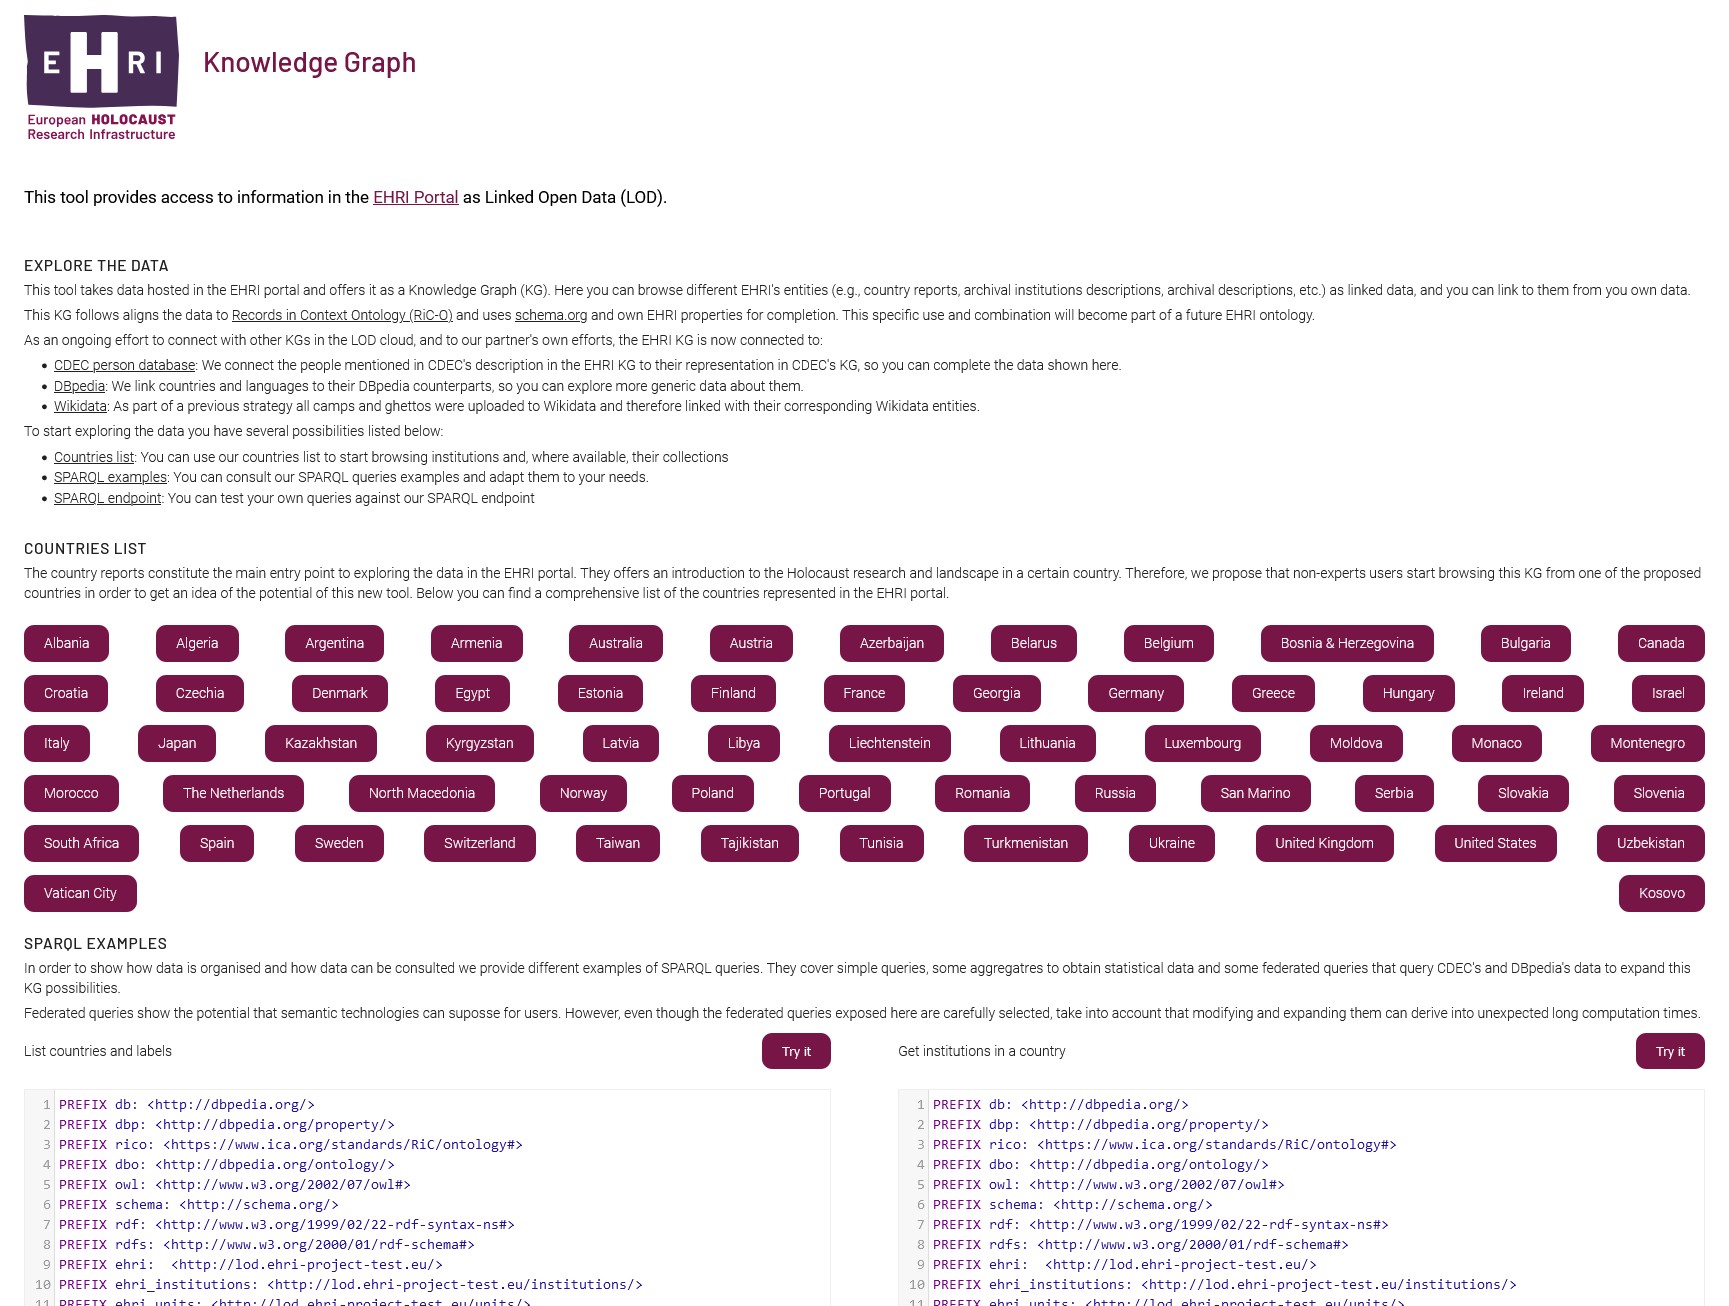 EHRI
European HOLOCAUST
Research Infrastructure
Knowledge Graph
This tool provides access to information in the EHRI Portal as Linked Open Data (LOD).
EXPLORE THE DATA
This tool takes data hosted in the EHRI portal and offers it as a Knowledge Graph (KG). Here you can browse different EHRI's entities (e.g., country reports, archival institutions descriptions, archival descriptions, etc.) as linked data, and you can link to them from you own data.
This KG follows aligns the data to Records in Context Ontology (RiC-O) and uses schema.org and own EHRI properties for completion. This specific use and combination will become part of a future EHRI ontology.
As an ongoing effort to connect with other KGs in the LOD cloud, and to our partner's own efforts, the EHRI KG is now connected to:
• CDEC person database: We connect the people mentioned in CDEC's description in the EHRI KG to their representation in CDEC's KG, so you can complete the data shown here.
• DBpedia: We link countries and languages to their DBpedia counterparts, so you can explore more generic data about them.
• Wikidata: As part of a previous strategy all camps and ghettos were uploaded to Wikidata and therefore linked with their corresponding Wikidata entities.
To start exploring the data you have several possibilities listed below:
• Countries list: You can use our countries list to start browsing institutions and, where available, their collections
• SPARQL examples: You can consult our SPARQL queries examples and adapt them to your needs.
• SPARQL endpoint: You can test your own queries against our SPARQL endpoint
COUNTRIES LIST
The country reports constitute the main entry point to exploring the data in the EHRI portal. They offers an introduction to the Holocaust research and landscape in a certain country. Therefore, we propose that non-experts users start browsing this KG from one of the proposed
countries in order to get an idea of the potential of this new tool. Below you can find a comprehensive list of the countries represented in the EHRI portal.
Albania Algeria Argentina Armenia Australia Austria Azerbaijan Belarus Belgium Bosnia & Herzegovina Bulgaria Canada
Croatia Czechia Denmark Egypt Estonia Finland France Georgia Germany Greece Hungary Ireland Israel
Italy Japan Kazakhstan Kyrgyzstan Latvia Libya Liechtenstein Lithuania Luxembourg Moldova Monaco Montenegro
Morocco The Netherlands North Macedonia Norway Poland Portugal Romania Russia San Marino Serbia Slovakia Slovenia
South Africa Spain Sweden Switzerland Taiwan Tajikistan Tunisia Turkmenistan Ukraine United Kingdom United States Uzbekistan
Vatican City Kosovo
SPARQL EXAMPLES
In order to show how data is organised and how data can be consulted we provide different examples of SPARQL queries. They cover simple queries, some aggregatres to obtain statistical data and some federated queries that query CDEC's and DBpedia's data to expand this
KG possibilities.
Federated queries show the potential that semantic technologies can suposse for users. However, even though the federated queries exposed here are carefully selected, take into account that modifying and expanding them can derive into unexpected long computation times.
List countries and labels Try it
1 PREFIX db: <http://dbpedia.org/>
2 PREFIX dbp: <http://dbpedia.org/property/>
3 PREFIX rico: <https://www.ica.org/standards/RiC/ontology#>
4 PREFIX dbo: <http://dbpedia.org/ontology/>
5 PREFIX owl: <http://www.w3.org/2002/07/owl#>
6 PREFIX schema: <http://schema.org/>
7 PREFIX rdf: <http://www.w3.org/1999/02/22-rdf-syntax-ns#>
8 PREFIX rdfs: <http://www.w3.org/2000/01/rdf-schema#>
9 PREFIX ehri:  <http://lod.ehri-project-test.eu/>
10 PREFIX ehri_institutions: <http://lod.ehri-project-test.eu/institutions/>
11 PREFIX ehri_units: <http://lod.ehri-project-test.eu/units/>
Get institutions in a country Try it
1 PREFIX db: <http://dbpedia.org/>
2 PREFIX dbp: <http://dbpedia.org/property/>
3 PREFIX rico: <https://www.ica.org/standards/RiC/ontology#>
4 PREFIX dbo: <http://dbpedia.org/ontology/>
5 PREFIX owl: <http://www.w3.org/2002/07/owl#>
6 PREFIX schema: <http://schema.org/>
7 PREFIX rdf: <http://www.w3.org/1999/02/22-rdf-syntax-ns#>
8 PREFIX rdfs: <http://www.w3.org/2000/01/rdf-schema#>
9 PREFIX ehri:  <http://lod.ehri-project-test.eu/>
10 PREFIX ehri_institutions: <http://lod.ehri-project-test.eu/institutions/>
11 PREFIX ehri_units: <http://lod.ehri-project-test.eu/units/>